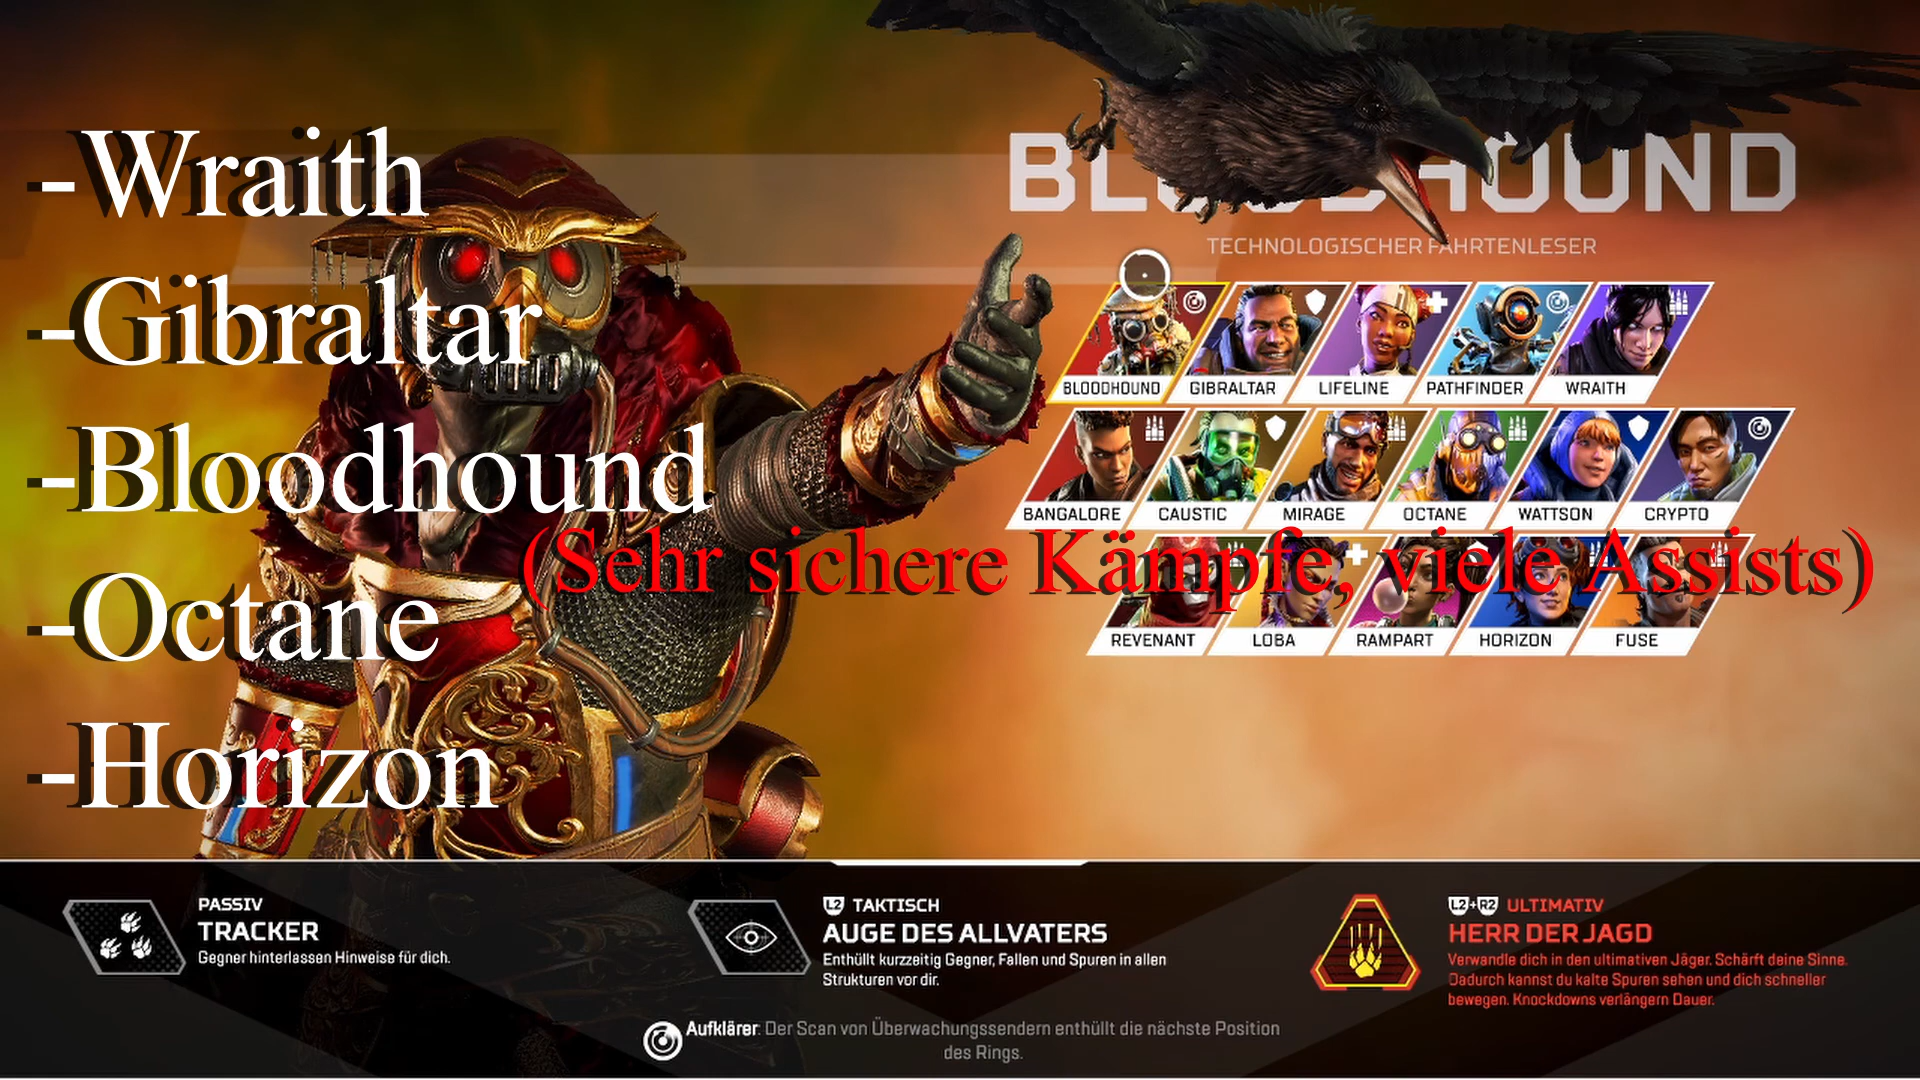 -Wraith
-Gibraltar
-Bloodhound
(Sehr sichere Kämpfe, viele Assists)
-Octane
-Horizon
BLOODHOUND
TECHNOLOGISCHER FÄHRTENLESER
BLOODHOUND GIBRALTAR LIFELINE PATHFINDER WRAITH
BANGALORE CAUSTIC MIRAGE OCTANE WATTSON CRYPTO
REVENANT LOBA RAMPART HORIZON FUSE
PASSIV
TRACKER
Gegner hinterlassen Hinweise für dich.
L2 TAKTISCH
AUGE DES ALLVATERS
Enthüllt kurzzeitig Gegner, Fallen und Spuren in allen
Strukturen vor dir.
L2+R2 ULTIMATIV
HERR DER JAGD
Verwandle dich in den ultimativen Jäger. Schärft deine Sinne.
Dadurch kannst du kalte Spuren sehen und dich schneller
bewegen. Knockdowns verlängern Dauer.
Aufklärer: Der Scan von Überwachungssendern enthüllt die nächste Position
des Rings.